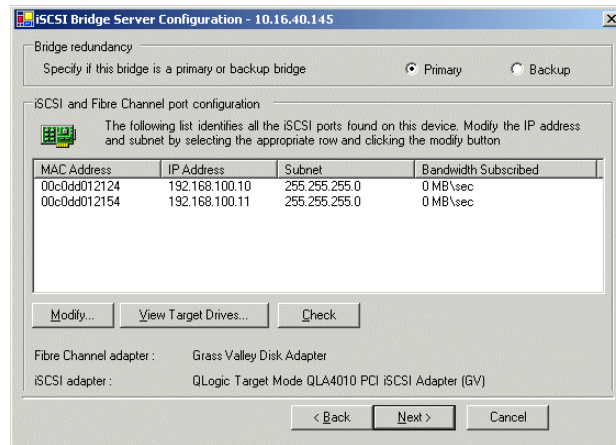 iSCSI Bridge Server Configuration - 10.16.40.145
Bridge redundancy
Specify if this bridge is a primary or backup bridge Primary Backup
iSCSI and Fibre Channel port configuration
The following list identifies all the iSCSI ports found on this device. Modify the IP address
and subnet by selecting the appropriate row and clicking the modify button
MAC Address IP Address Subnet Bandwidth Subscribed
00c0dd012124 192.168.100.10 255.255.255.0 0 MB\sec
00c0dd012154 192.168.100.11 255.255.255.0 0 MB\sec
Modify... View Target Drives... Check
Fibre Channel adapter : Grass Valley Disk Adapter
iSCSI adapter : QLogic Target Mode QLA4010 PCI iSCSI Adapter (GV)
< Back Next > Cancel